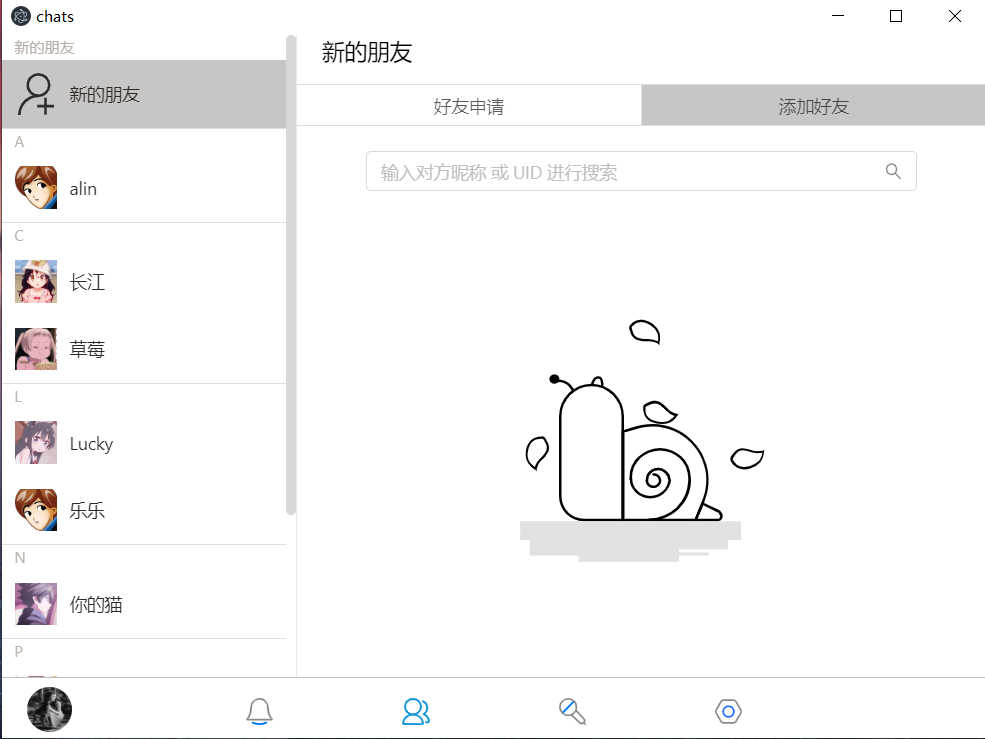 chats
新的朋友
新的朋友
A
alin
C
长江
草莓
L
Lucky
乐乐
N
你的猫
P
新的朋友
好友申请
添加好友
输入对方昵称 或 UID 进行搜索